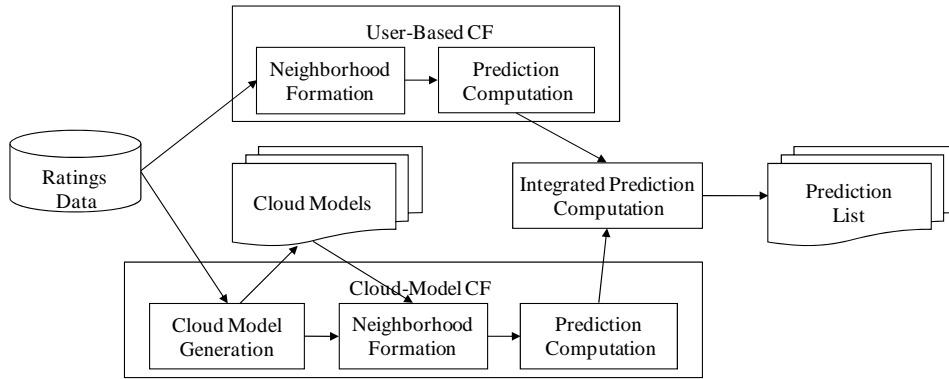 User-Based CF
Neighborhood
Formation
Prediction
Computation
Ratings
Data
Cloud Models
Integrated Prediction
Computation
Prediction
List
Cloud-Model CF
Cloud Model
Generation
Neighborhood
Formation
Prediction
Computation